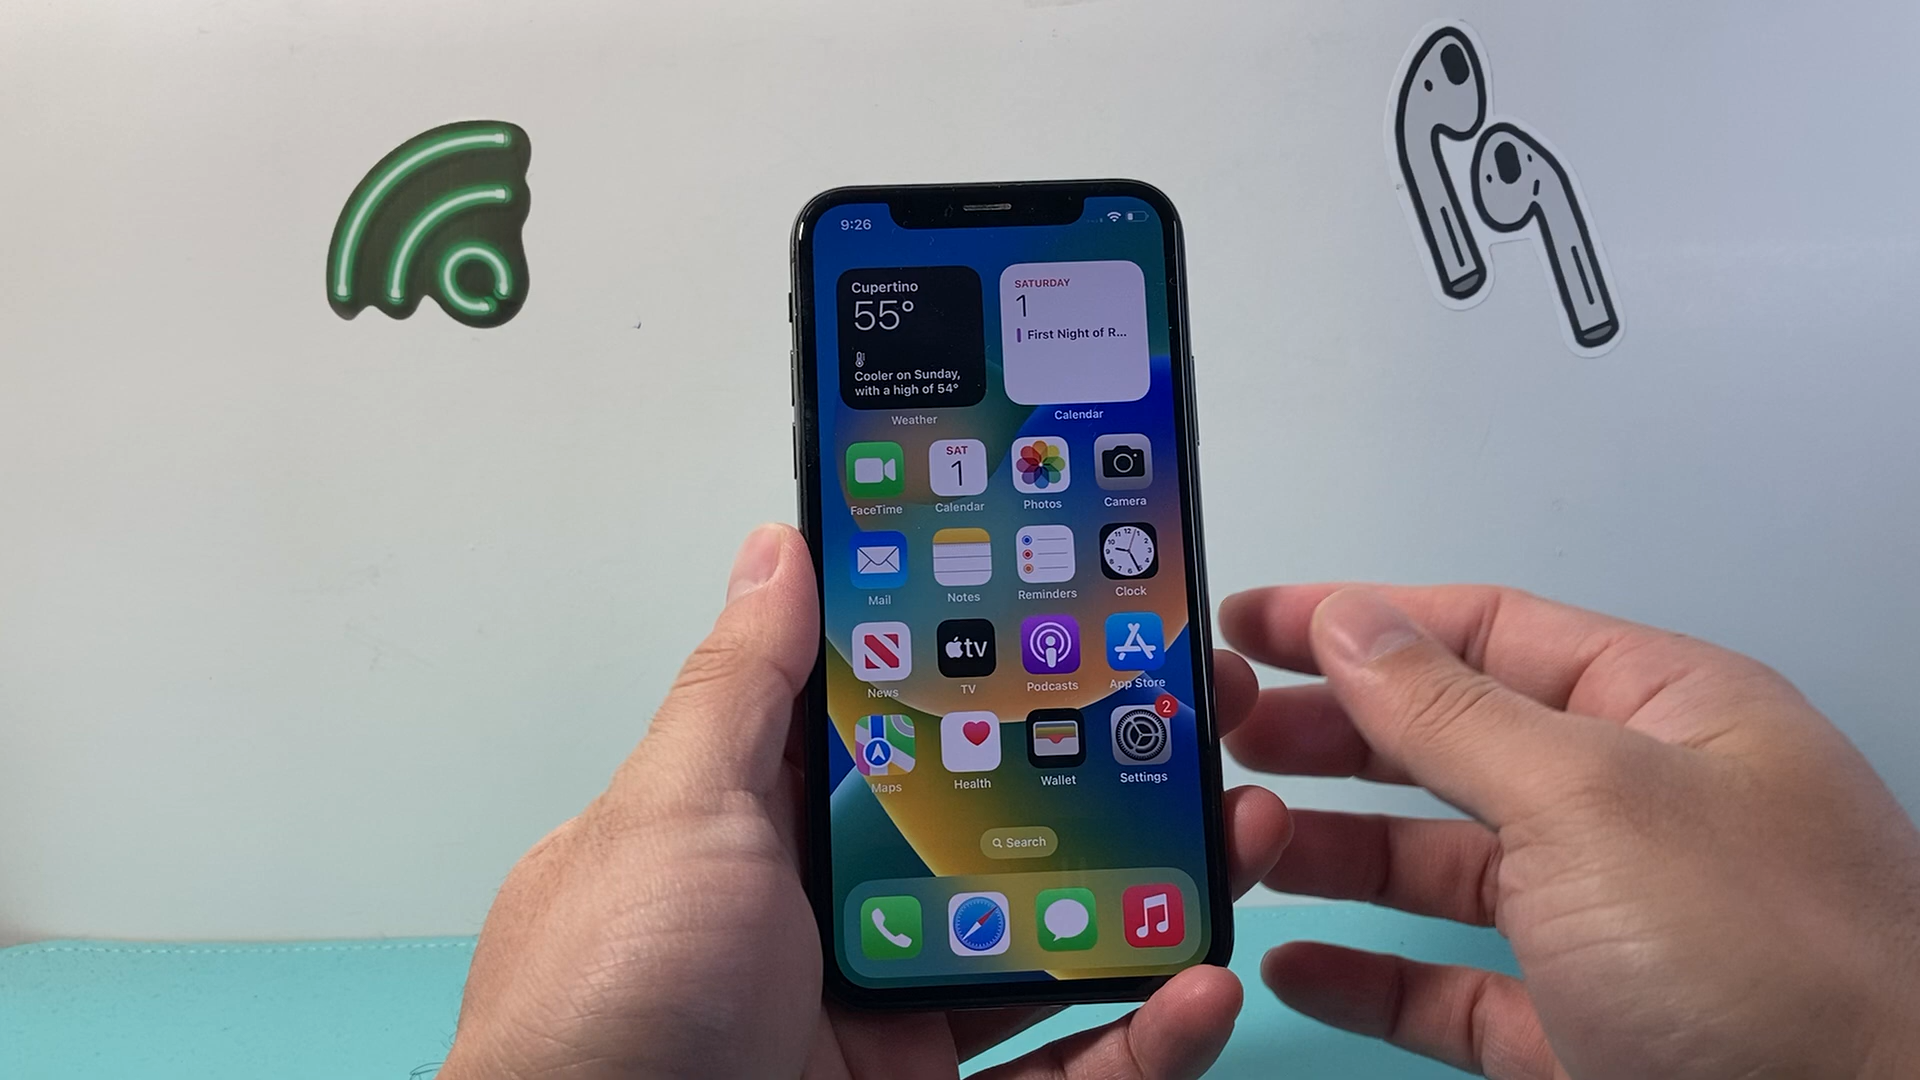 9:26
Cupertino
55°
Cooler on Sunday,
with a high of 54°
Weather
SATURDAY
1
First Night of R...
Calendar
FaceTime
SAT
1
Calendar
Photos
Camera
Mail
Notes
Reminders
Clock
News
tv
TV
Podcasts
App Store
Maps
Health
Wallet
2
Settings
Search